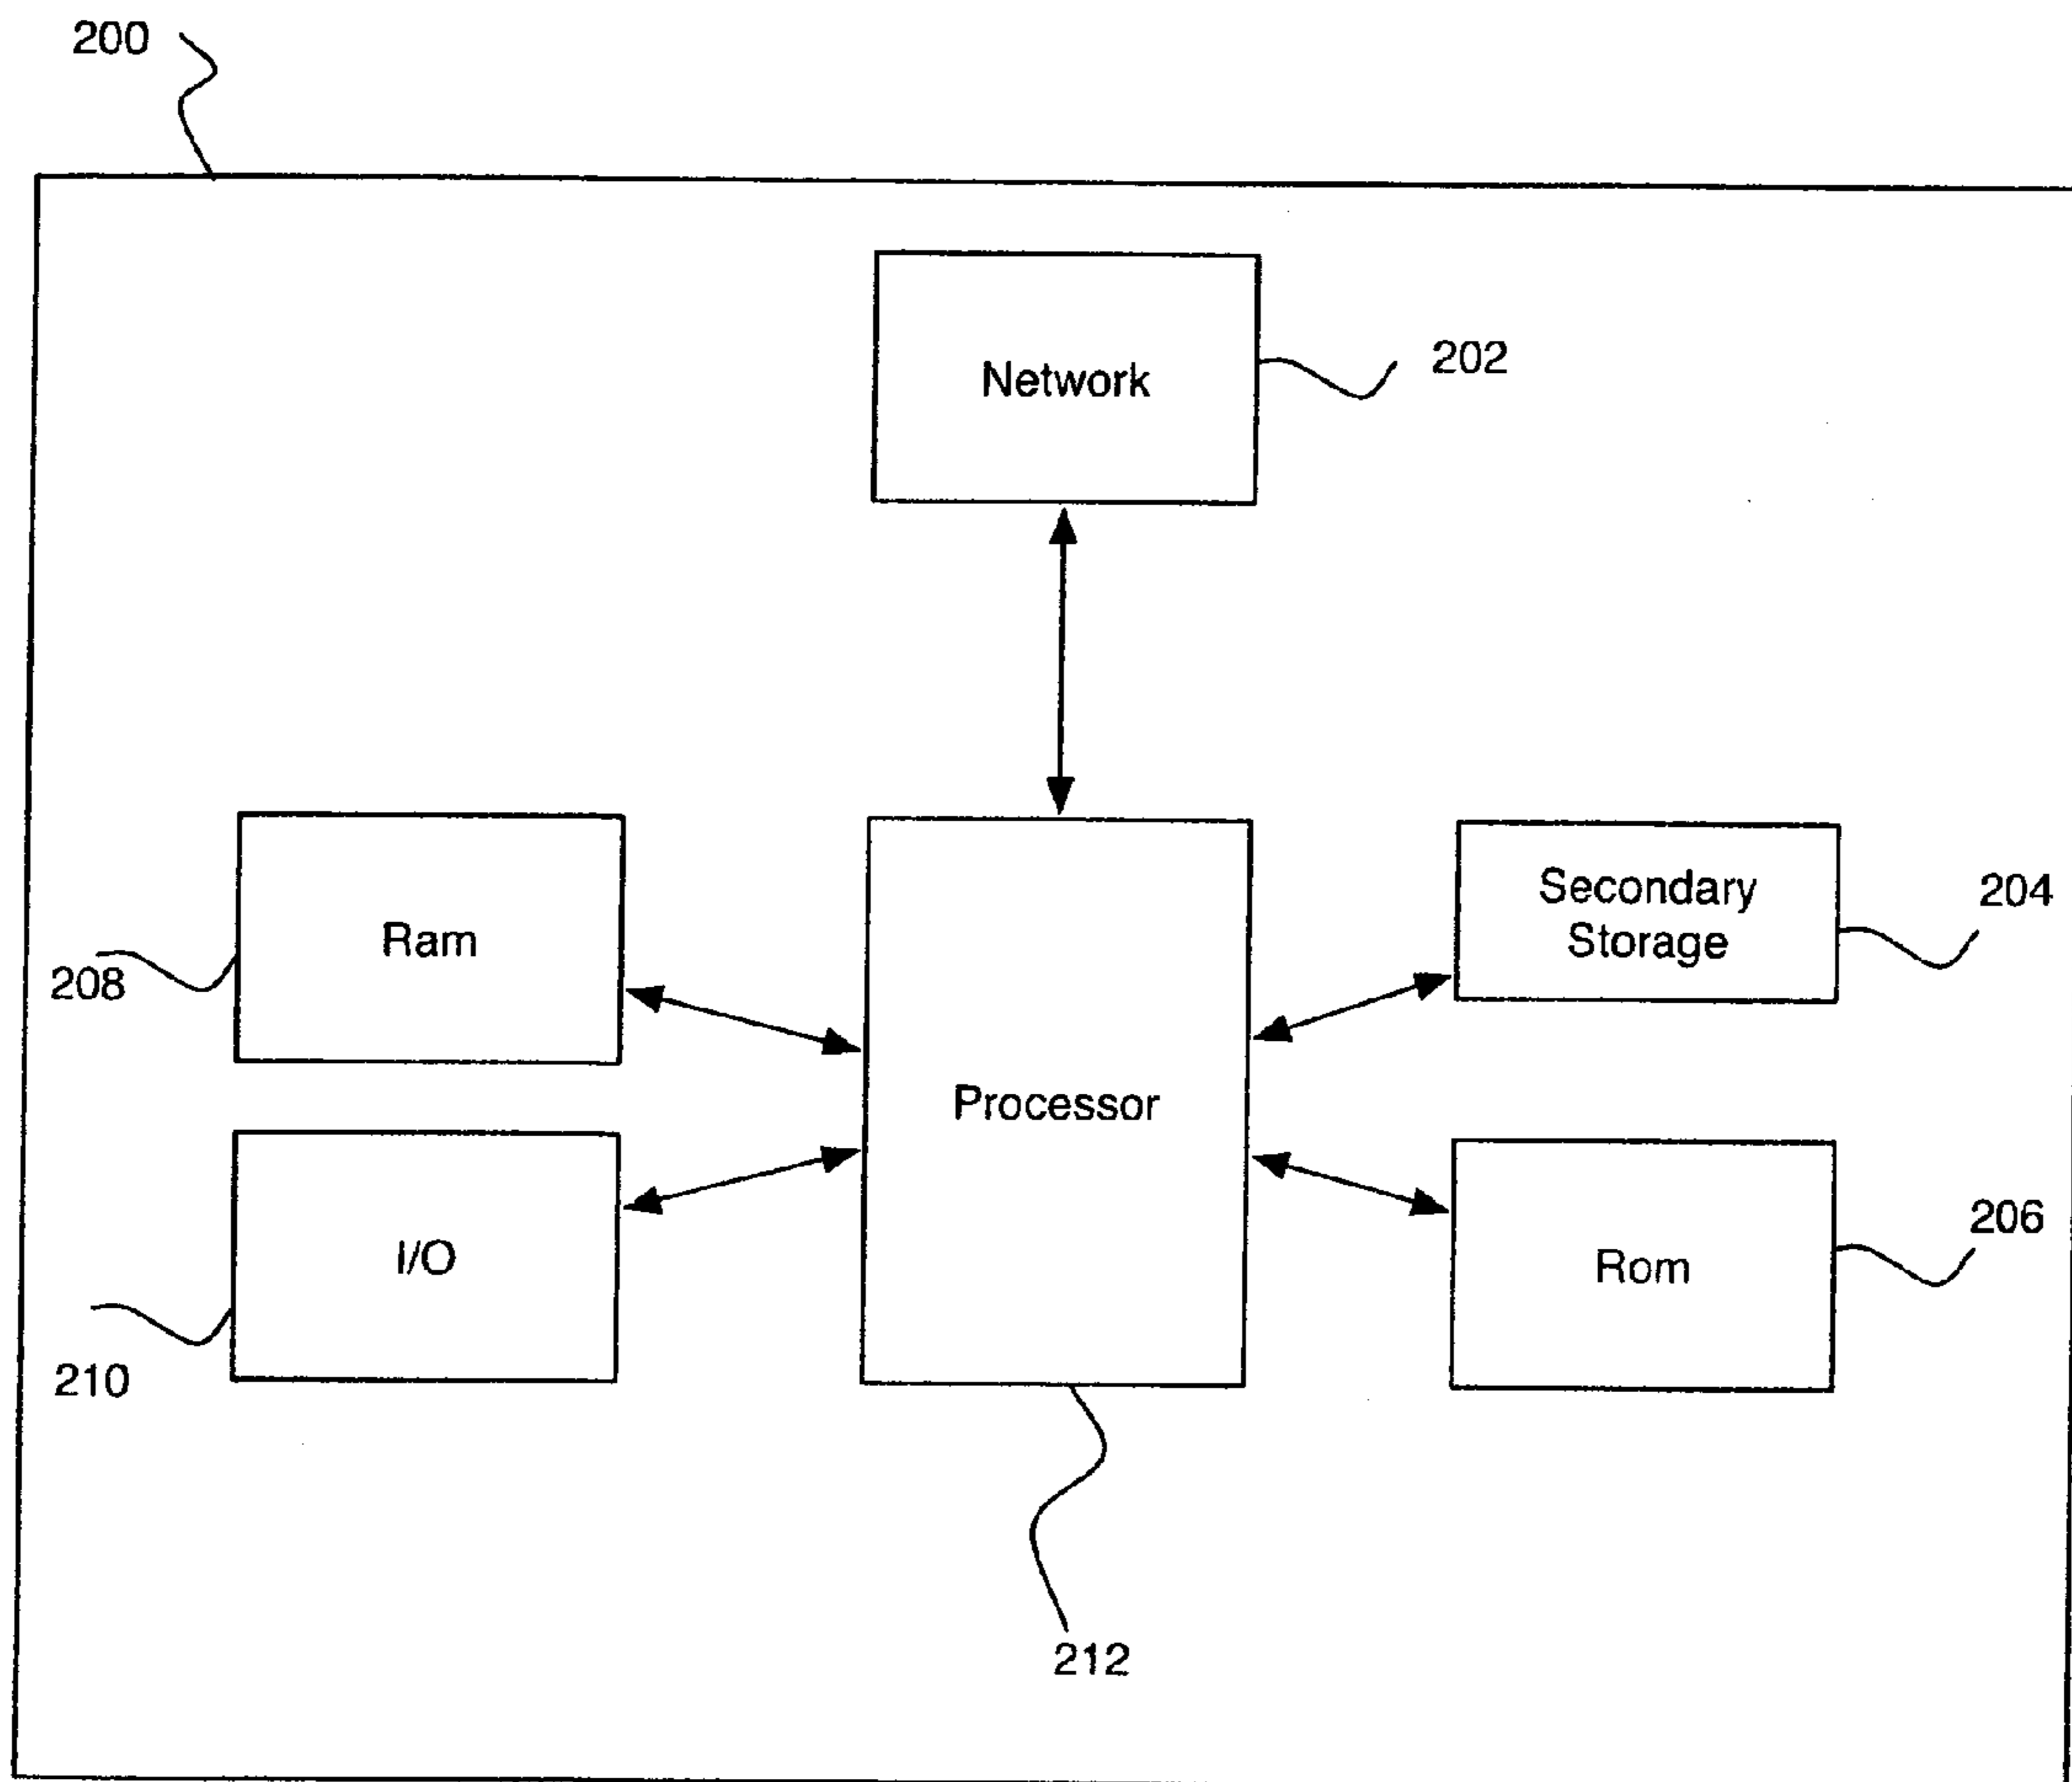 200
Network
202
Ram
208
Secondary
Storage
204
Processor
I/O
210
Rom
206
212